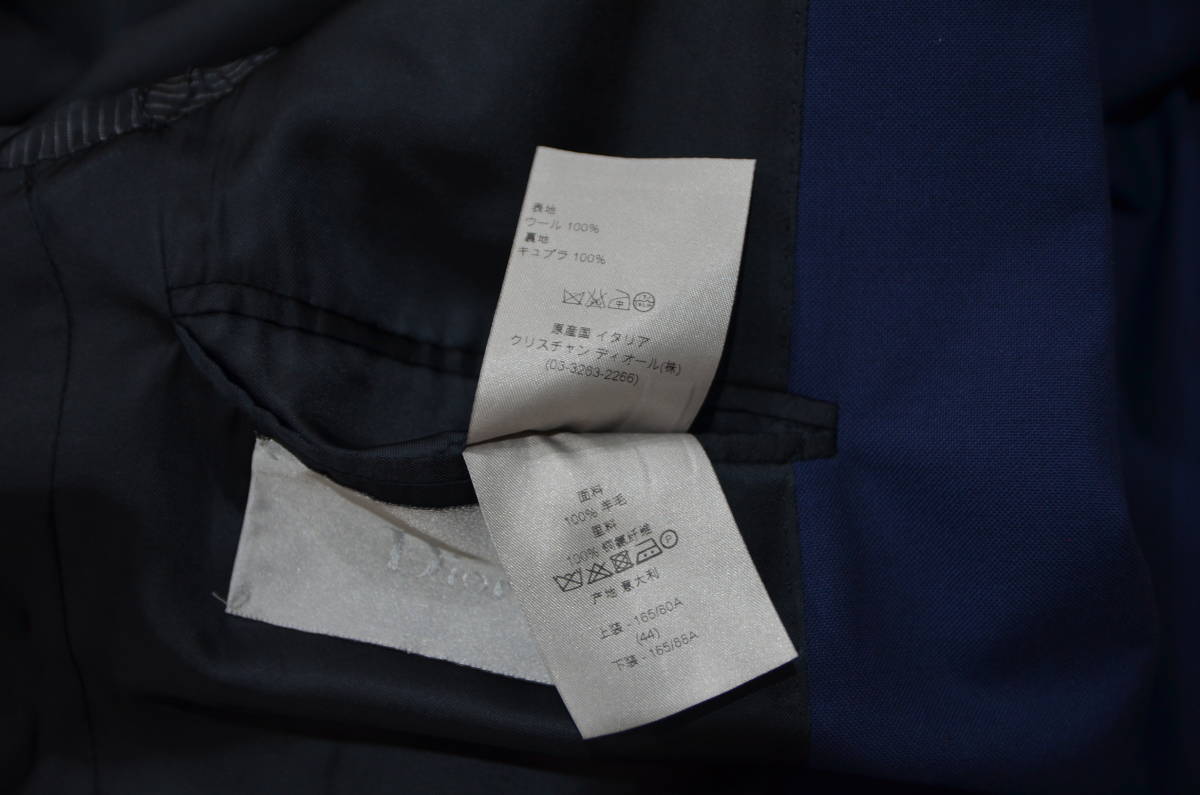 表地
ウール 100%
裏地
キュプラ 100%
原産国 イタリア
クリスチャン ディオール(株)
(03-3263-2266)
Dior
面料
100% 羊毛
里料
100% 铜氨纤维
P
产地 意大利
上装 - 165/80A
(44)
下装 - 165/88A